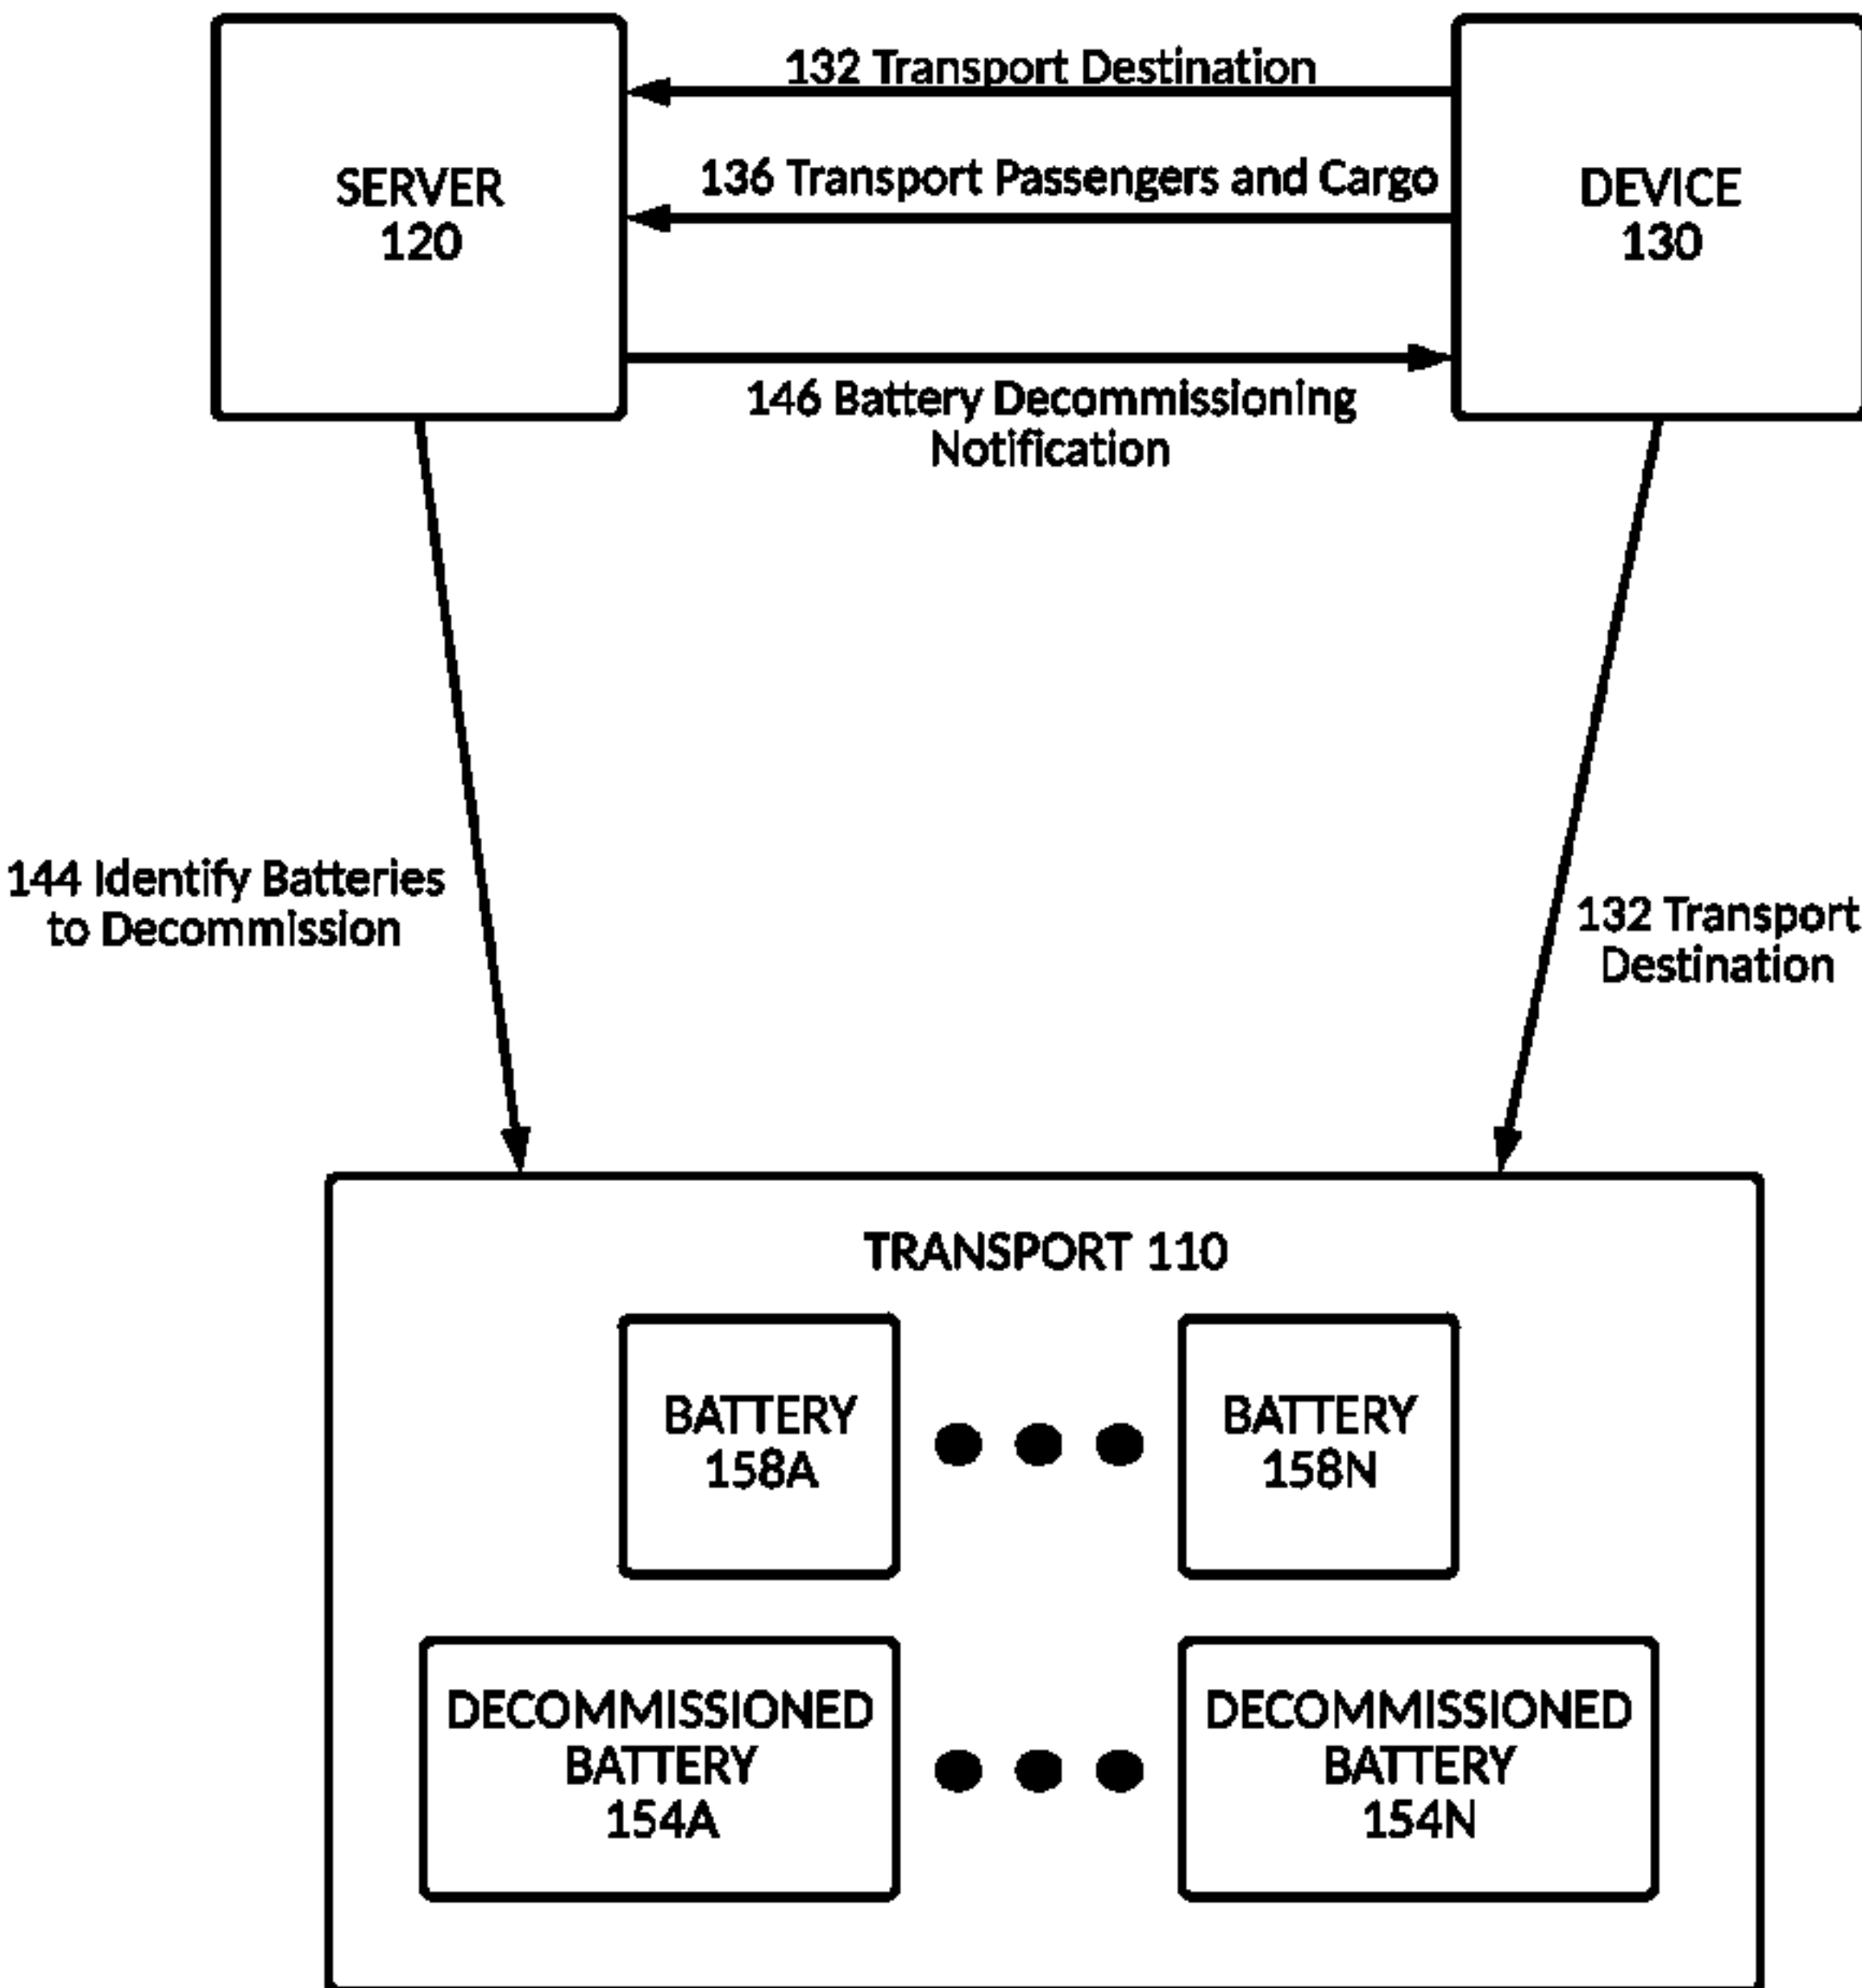 132 Transport Destination
136 Transport Passengers and Cargo
SERVER
120
DEVICE
130
146 Battery Decommissioning
Notification
144 Identify Batteries
to Decommission
132 Transport
Destination
TRANSPORT 110
BATTERY
158A
BATTERY
158N
DECOMMISSIONED
BATTERY
154A
DECOMMISSIONED
BATTERY
154N